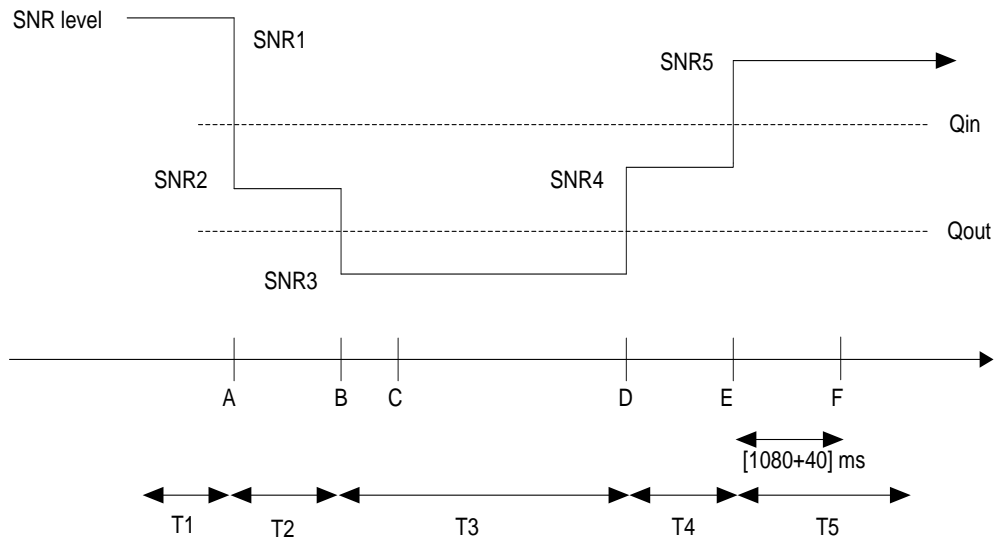 SNR level
SNR1
SNR5
Qin
SNR2
SNR4
Qout
SNR3
A
B
C
D
E
F
[1080+40] ms
T1
T2
T3
T4
T5